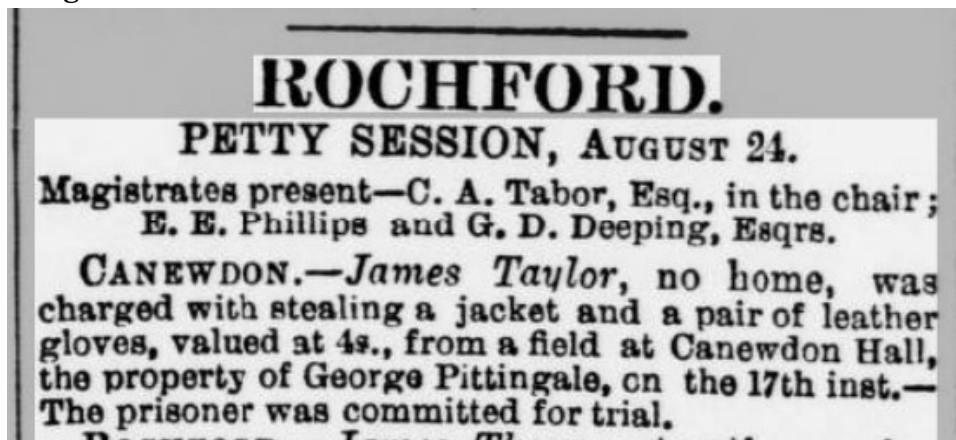 ROCHFORD.
PETTY SESSION, AUGUST 24.
Magistrates present—C. A. Tabor, Esq., in the chair;
E. E. Phillips and G. D. Deeping, Esqrs.
CANEWDON.—James Taylor, no home, was
charged with stealing a jacket and a pair of leather
gloves, valued at 4s., from a field at Canewdon Hall,
the property of George Pittingale, on the 17th inst.—
The prisoner was committed for trial.